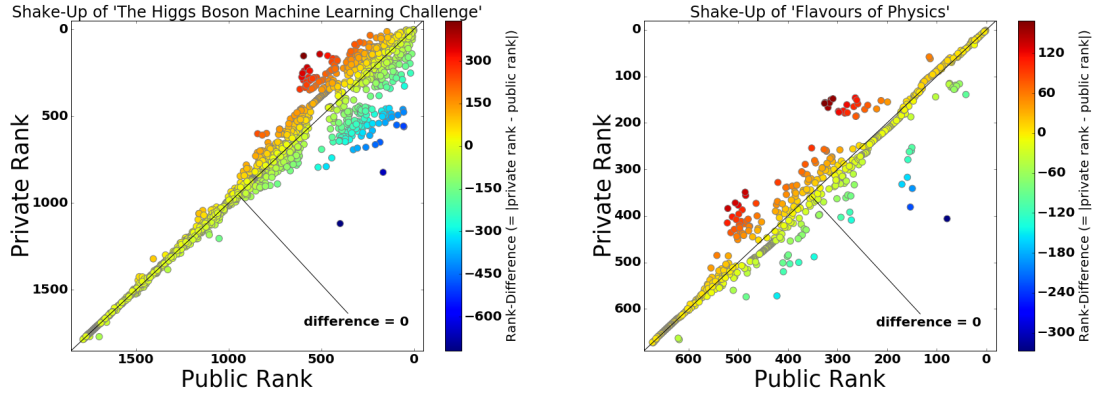 Shake-Up of 'The Higgs Boson Machine Learning Challenge'
0
500
1000
1500
Private Rank
1500 1000 500 0
Public Rank
difference = 0
450
300
150
0
−150
−300
−450
−600
Rank-Difference (= |private rank - public rank|)
Shake-Up of 'Flavours of Physics'
0
100
200
300
400
500
600
Private Rank
600 500 400 300 200 100 0
Public Rank
difference = 0
120
60
0
−60
−120
−180
−240
−300
Rank-Difference (= |private rank - public rank|)